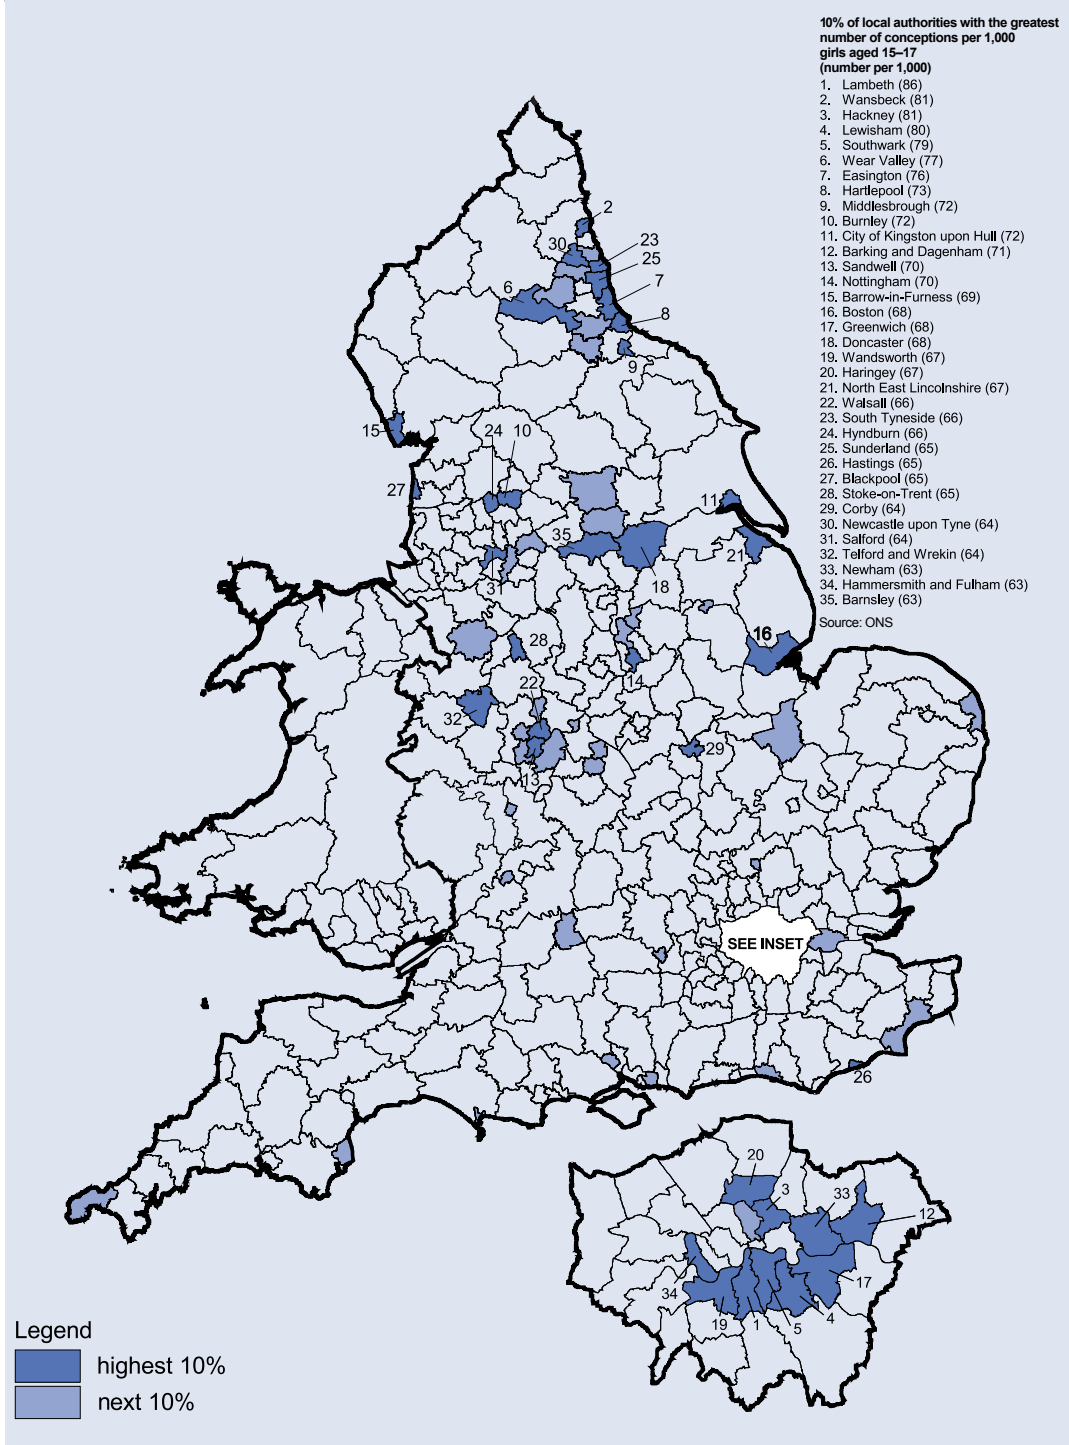 10% of local authorities with the greatest
number of conceptions per 1,000
girls aged 15–17
(number per 1,000)
1. Lambeth (86)
2. Wansbeck (81)
3. Hackney (81)
4. Lewisham (80)
5. Southwark (79)
6. Wear Valley (77)
7. Easington (76)
8. Hartlepool (73)
9. Middlesbrough (72)
10. Burnley (72)
11. City of Kingston upon Hull (72)
12. Barking and Dagenham (71)
13. Sandwell (70)
14. Nottingham (70)
15. Barrow-in-Furness (69)
16. Boston (68)
17. Greenwich (68)
18. Doncaster (68)
19. Wandsworth (67)
20. Haringey (67)
21. North East Lincolnshire (67)
22. Walsall (66)
23. South Tyneside (66)
24. Hyndburn (66)
25. Sunderland (65)
26. Hastings (65)
27. Blackpool (65)
28. Stoke-on-Trent (65)
29. Corby (64)
30. Newcastle upon Tyne (64)
31. Salford (64)
32. Telford and Wrekin (64)
33. Newham (63)
34. Hammersmith and Fulham (63)
35. Barnsley (63)
Source: ONS
2
30
23
25
6
7
8
9
15
24 10
27
11
35
21
31
18
16
28
14
22
32
29
13
SEE INSET
26
20
3
33
12
17
34
19
1
5
4
Legend
highest 10%
next 10%